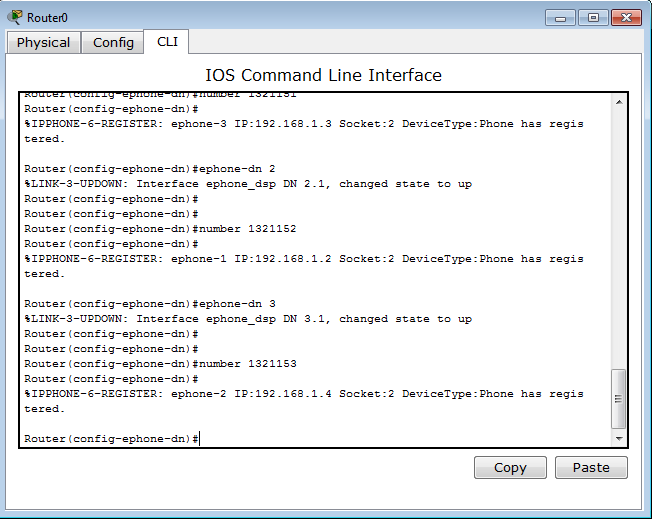 Router0
Physical
Config
CLI
IOS Command Line Interface
Router(config-ephone-dn)#number 1321151
Router(config-ephone-dn)#
%IPPHONE-6-REGISTER: ephone-3 IP:192.168.1.3 Socket:2 DeviceType:Phone has regis
tered.
Router(config-ephone-dn)#ephone-dn 2
%LINK-3-UPDOWN: Interface ephone_dsp DN 2.1, changed state to up
Router(config-ephone-dn)#
Router(config-ephone-dn)#
Router(config-ephone-dn)#number 1321152
Router(config-ephone-dn)#
%IPPHONE-6-REGISTER: ephone-1 IP:192.168.1.2 Socket:2 DeviceType:Phone has regis
tered.
Router(config-ephone-dn)#ephone-dn 3
%LINK-3-UPDOWN: Interface ephone_dsp DN 3.1, changed state to up
Router(config-ephone-dn)#
Router(config-ephone-dn)#
Router(config-ephone-dn)#number 1321153
Router(config-ephone-dn)#
%IPPHONE-6-REGISTER: ephone-2 IP:192.168.1.4 Socket:2 DeviceType:Phone has regis
tered.
Router(config-ephone-dn)#
Copy
Paste